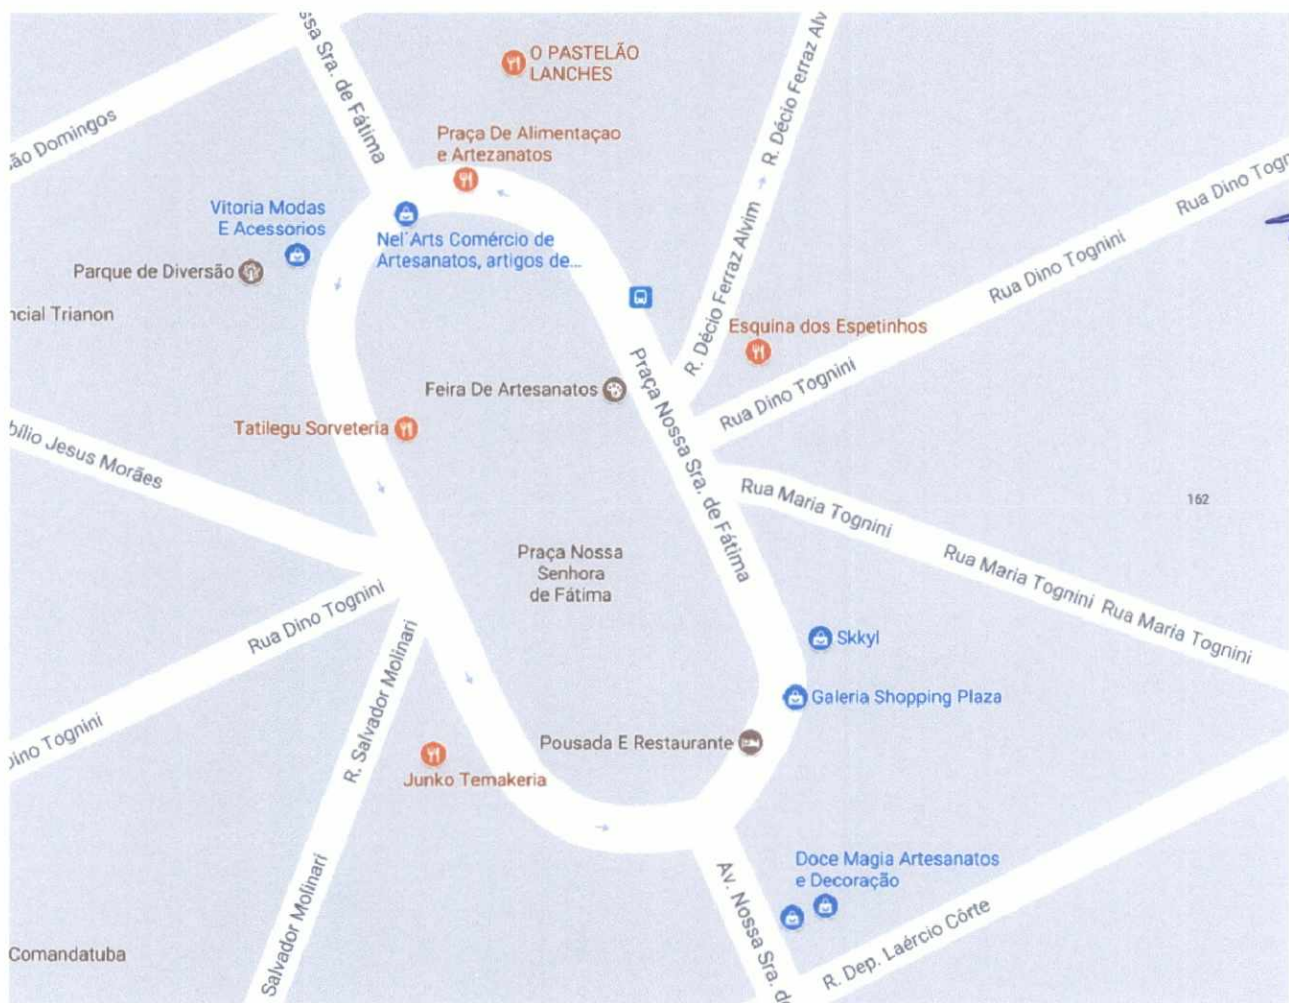 ssa Sra. de Fátima
O PASTELÃO
LANCHES
R. Décio Ferraz Alv
ão Domingos
Praça De Alimentaçao
e Artezanatos
Vitoria Modas
E Acessorios
Nel´Arts Comércio de
Artesanatos, artigos de...
Parque de Diversão
ncial Trianon
R. Décio Ferraz Alvim
Rua Dino Togn
Rua Dino Tognini
Esquina dos Espetinhos
Rua Dino Tognini
Feira De Artesanatos
Praça Nossa Sra. de Fátima
Tatilegu Sorveteria
bílio Jesus Morães
Rua Maria Tognini
162
Praça Nossa
Senhora
de Fátima
Rua Maria Tognini
Rua Maria Tognini
Rua Dino Tognini
R. Salvador Molinari
Skkyl
Galeria Shopping Plaza
Pousada E Restaurante
Dino Tognini
Junko Temakeria
Doce Magia Artesanatos
e Decoração
Av. Nossa Sra. de
R. Dep. Laércio Côrte
Salvador Molinari
Comandatuba